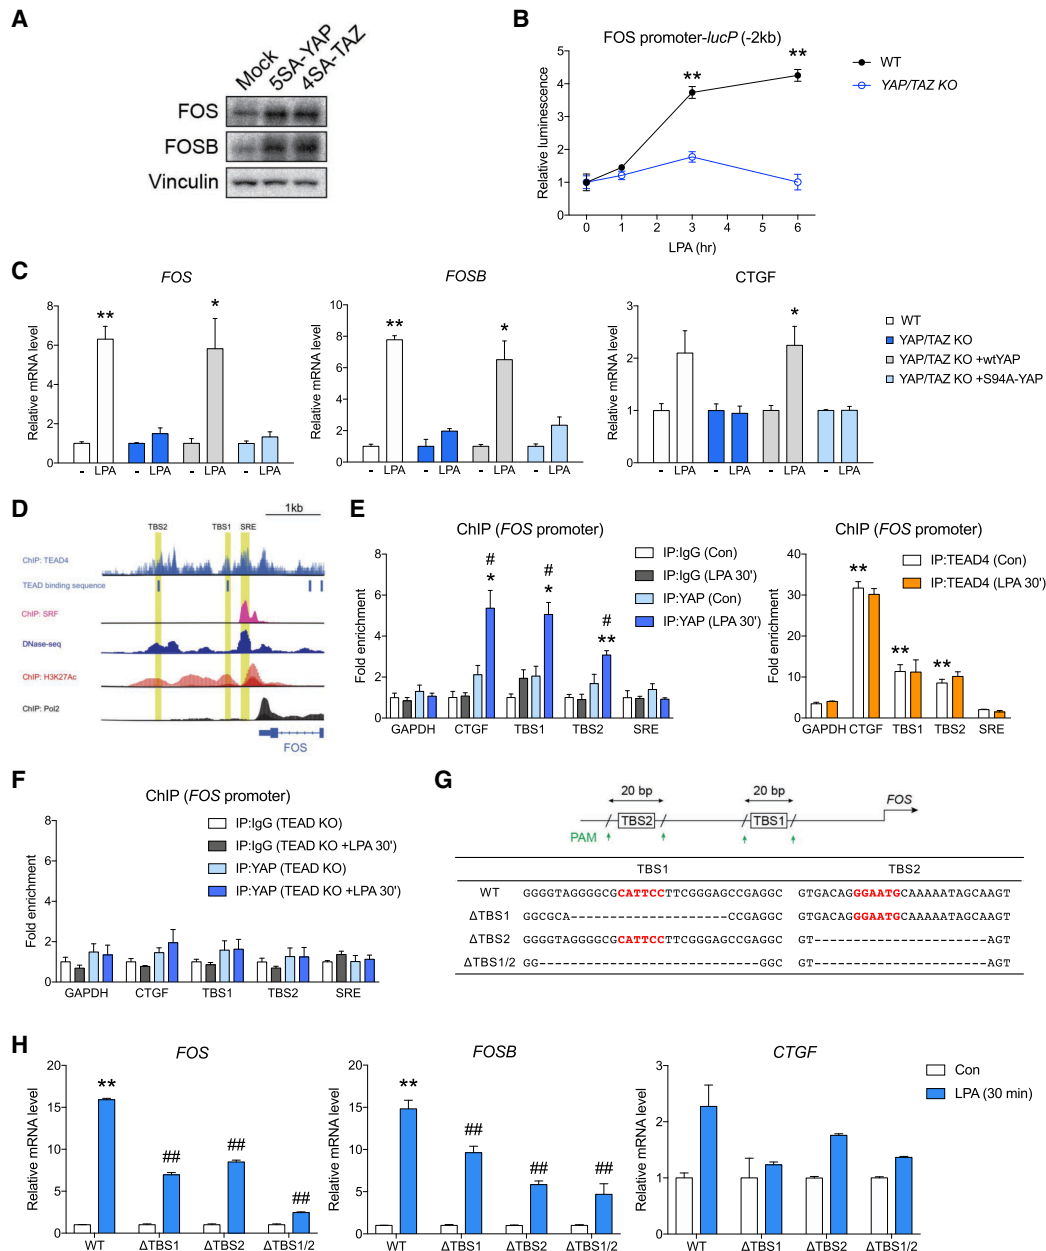 A
Mock
5SA-YAP
4SA-TAZ
FOS
FOSB
Vinculin
B
FOS promoter-lucP (-2kb)
Relative luminescence
5
4
3
2
1
0
0 1 2 3 4 5 6
LPA (hr)
** **
WT
YAP/TAZ KO
C
FOS
Relative mRNA level
8
6
4
2
0
** *
- LPA - LPA - LPA - LPA
FOSB
Relative mRNA level
10
8
6
4
2
0
** *
- LPA - LPA - LPA - LPA
CTGF
Relative mRNA level
3
2
1
0
*
- LPA - LPA - LPA - LPA
WT
YAP/TAZ KO
YAP/TAZ KO +wtYAP
YAP/TAZ KO +S94A-YAP
D
1kb
TBS2 TBS1 SRE
ChIP: TEAD4
TEAD binding sequence
ChIP: SRF
DNase-seq
ChIP: H3K27Ac
ChIP: Pol2
FOS
E
ChIP (FOS promoter)
Fold enrichment
8
6
4
2
0
# # #
* * **
GAPDH CTGF TBS1 TBS2 SRE
IP:IgG (Con)
IP:IgG (LPA 30')
IP:YAP (Con)
IP:YAP (LPA 30')
ChIP (FOS promoter)
Fold enrichment
40
30
20
10
0
** ** **
GAPDH CTGF TBS1 TBS2 SRE
IP:TEAD4 (Con)
IP:TEAD4 (LPA 30')
F
ChIP (FOS promoter)
Fold enrichment
8
6
4
2
0
GAPDH CTGF TBS1 TBS2 SRE
IP:IgG (TEAD KO)
IP:IgG (TEAD KO +LPA 30')
IP:YAP (TEAD KO)
IP:YAP (TEAD KO +LPA 30')
G
20 bp 20 bp
FOS
TBS2 TBS1
PAM
TBS1 TBS2
WT GGGGTAGGGGCGCATTCCTTCGGGAGCCGAGGC GTGACAGGGAATGCAAAAATAGCAAGT
ΔTBS1 GGCGCA--------------------CCGAGGC GTGACAGGGAATGCAAAAATAGCAAGT
ΔTBS2 GGGGTAGGGGCGCATTCCTTCGGGAGCCGAGGC GT----------------------AGT
ΔTBS1/2 GG----------------------------GGC GT----------------------AGT
H
FOS
Relative mRNA level
20
15
10
5
0
** ## ## ##
WT ΔTBS1 ΔTBS2 ΔTBS1/2
FOSB
Relative mRNA level
20
15
10
5
0
** ## ## ##
WT ΔTBS1 ΔTBS2 ΔTBS1/2
CTGF
Relative mRNA level
3
2
1
0
WT ΔTBS1 ΔTBS2 ΔTBS1/2
Con
LPA (30 min)